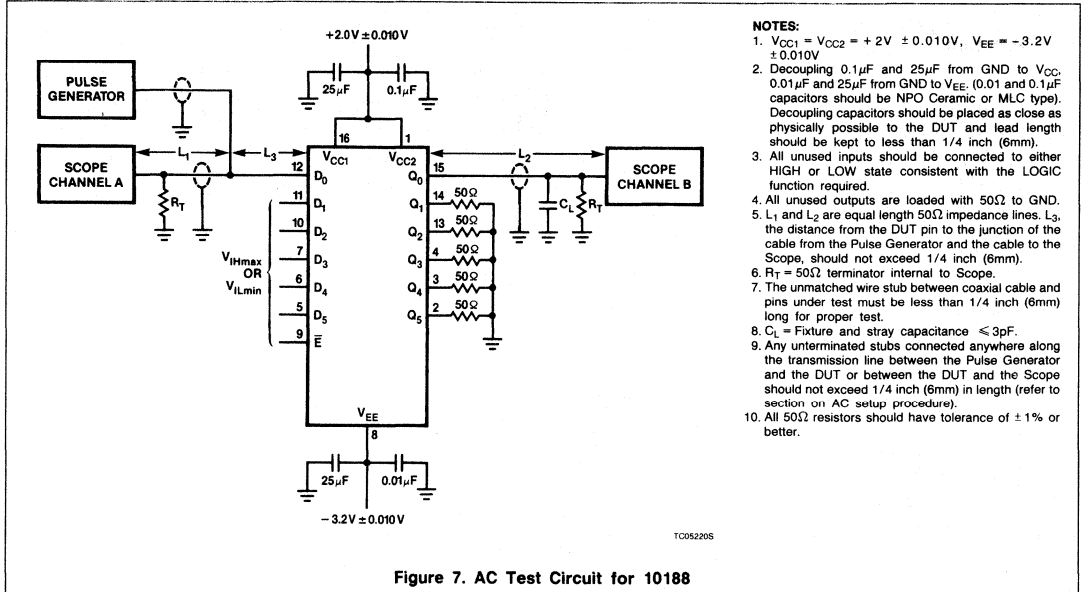 +2.0V ± 0.010V
25μF
0.1μF
PULSE
GENERATOR
16
1
VCC1
VCC2
L1
L3
L2
SCOPE
CHANNEL A
12
D0
Q0
15
SCOPE
CHANNEL B
RT
CL
RT
11
D1
Q1
14
50Ω
10
D2
Q2
13
50Ω
7
D3
Q3
4
50Ω
6
D4
Q4
3
50Ω
5
D5
Q5
2
50Ω
9
E̅
VIHmax
OR
VILmin
VEE
8
25μF
0.01μF
− 3.2V ± 0.010V
TC05220S
NOTES:
1. VCC1 = VCC2 = + 2V ± 0.010V, VEE = −3.2V
± 0.010V
2. Decoupling 0.1μF and 25μF from GND to VCC,
0.01μF and 25μF from GND to VEE. (0.01 and 0.1μF
capacitors should be NPO Ceramic or MLC type).
Decoupling capacitors should be placed as close as
physically possible to the DUT and lead length
should be kept to less than 1/4 inch (6mm).
3. All unused inputs should be connected to either
HIGH or LOW state consistent with the LOGIC
function required.
4. All unused outputs are loaded with 50Ω to GND.
5. L1 and L2 are equal length 50Ω impedance lines. L3,
the distance from the DUT pin to the junction of the
cable from the Pulse Generator and the cable to the
Scope, should not exceed 1/4 inch (6mm).
6. RT = 50Ω terminator internal to Scope.
7. The unmatched wire stub between coaxial cable and
pins under test must be less than 1/4 inch (6mm)
long for proper test.
8. CL = Fixture and stray capacitance ≤ 3pF.
9. Any unterminated stubs connected anywhere along
the transmission line between the Pulse Generator
and the DUT or between the DUT and the Scope
should not exceed 1/4 inch (6mm) in length (refer to
section on AC setup procedure).
10. All 50Ω resistors should have tolerance of ± 1% or
better.
Figure 7. AC Test Circuit for 10188